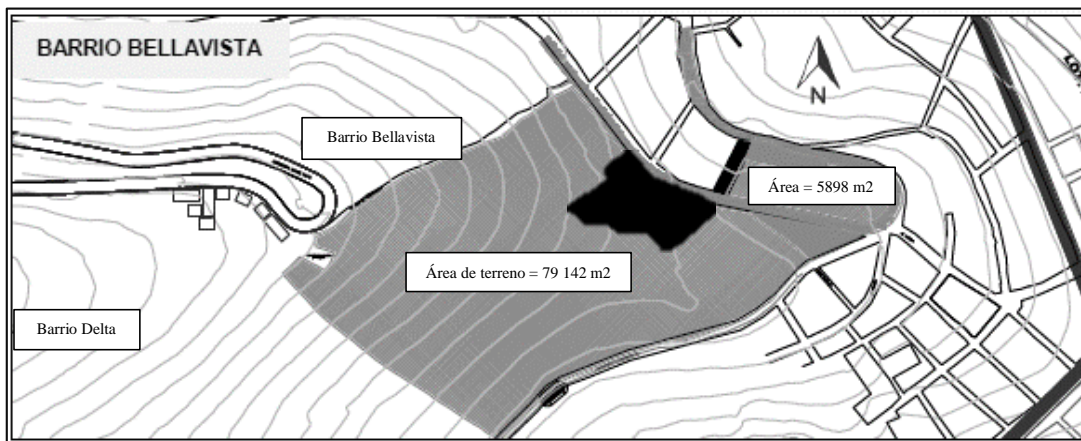 BARRIO BELLAVISTA
N
Barrio Bellavista
Área = 5898 m2
Área de terreno = 79 142 m2
Barrio Delta